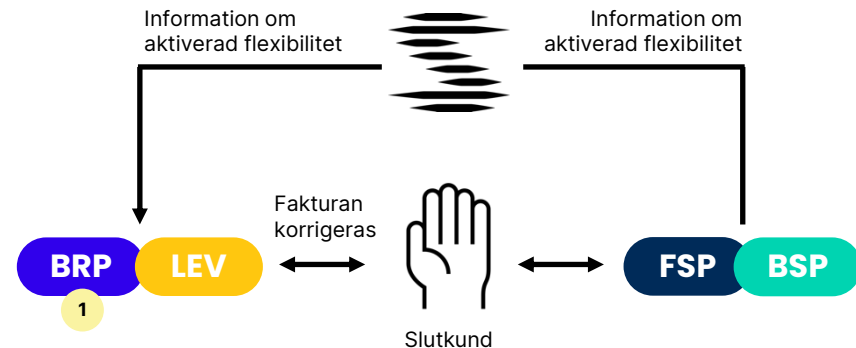 Information om
aktiverad flexibilitet
Information om
aktiverad flexibilitet
Fakturan
korrigeras
BRP
LEV
FSP
BSP
1
Slutkund